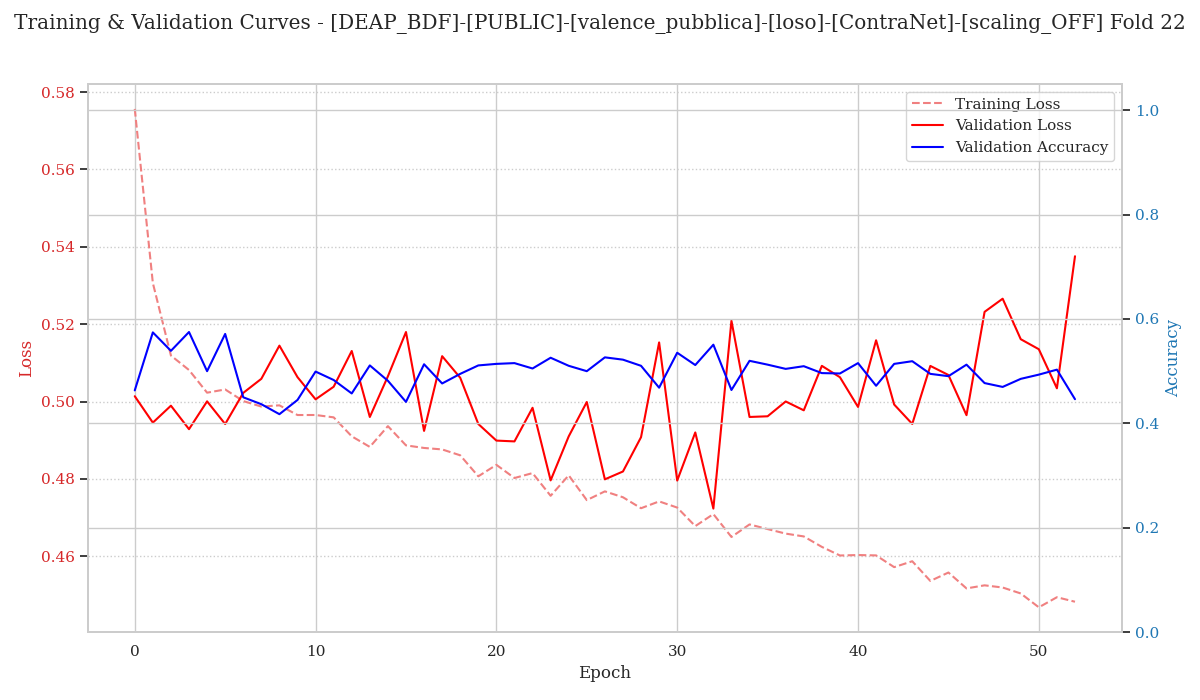 Training & Validation Curves - [DEAP_BDF]-[PUBLIC]-[valence_pubblica]-[loso]-[ContraNet]-[scaling_OFF] Fold 22
Training Loss
Validation Loss
Validation Accuracy
Loss
0.58
0.56
0.54
0.52
0.50
0.48
0.46
Accuracy
1.0
0.8
0.6
0.4
0.2
0.0
0
10
20
30
40
50
Epoch